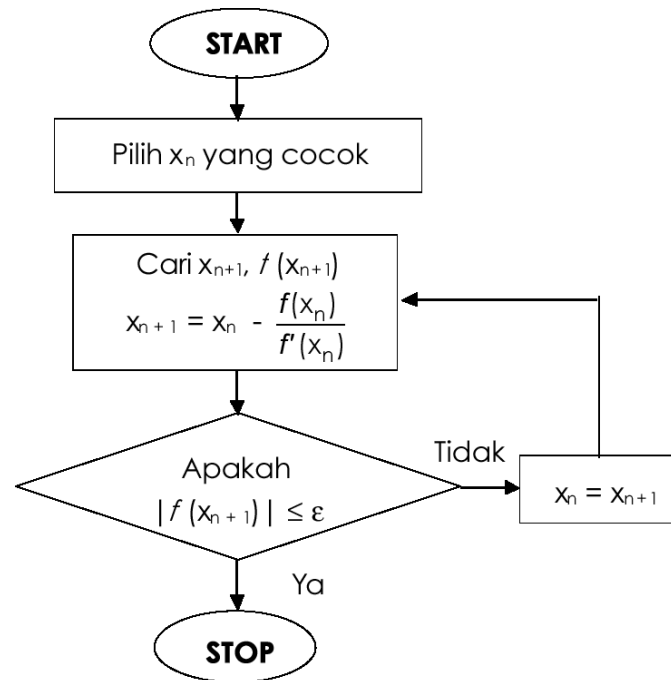 START
Pilih xₙ yang cocok
Cari xₙ₊₁, f (xₙ₊₁)
xₙ ₊ ₁ = xₙ - f(xₙ) / f'(xₙ)
Apakah
| f (xₙ ₊ ₁) | ≤ ε
Tidak
xₙ = xₙ₊₁
Ya
STOP